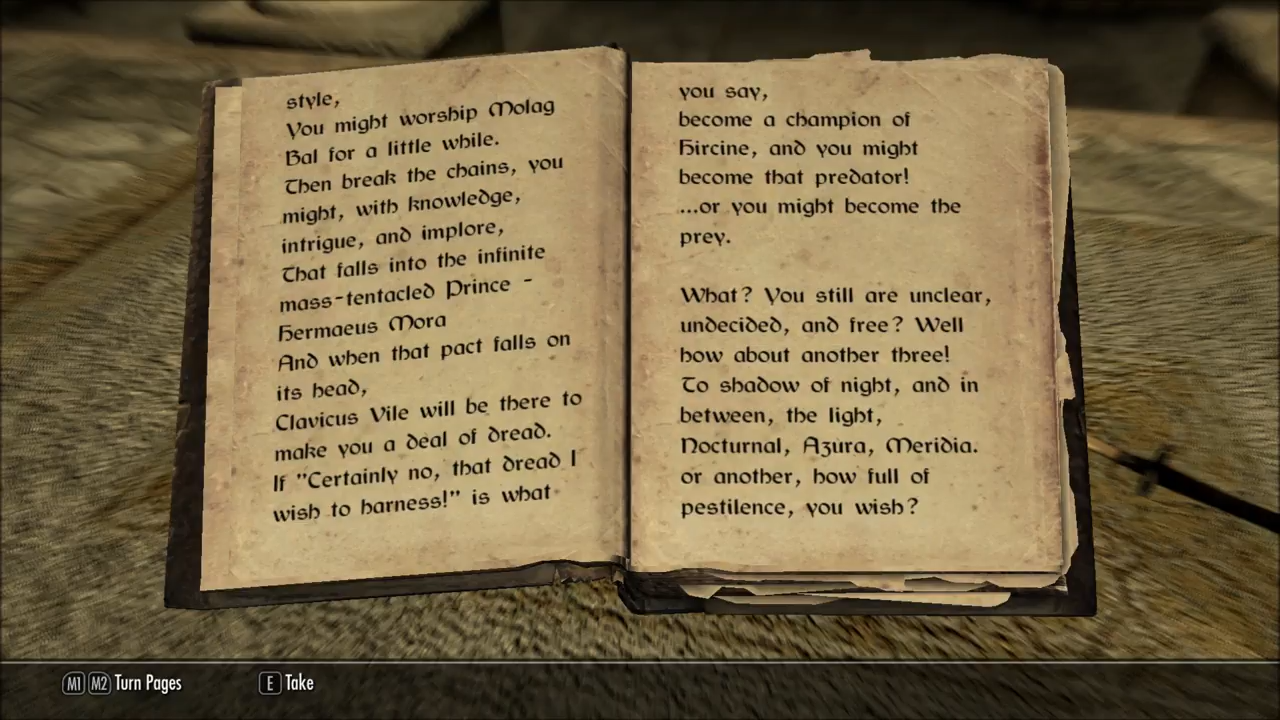 style,
You might worship Molag
Bal for a little while.
Then break the chains, you
might, with knowledge,
intrigue, and implore,
That falls into the infinite
mass-tentacled Prince -
Hermaeus Mora
And when that pact falls on
its head,
Clavicus Vile will be there to
make you a deal of dread.
If "Certainly no, that dread I
wish to harness!" is what
you say,
become a champion of
Hircine, and you might
become that predator!
...or you might become the
prey.
What? You still are unclear,
undecided, and free? Well
how about another three!
To shadow of night, and in
between, the light,
Nocturnal, Azura, Meridia.
or another, how full of
pestilence, you wish?
M1 M2 Turn Pages
E Take